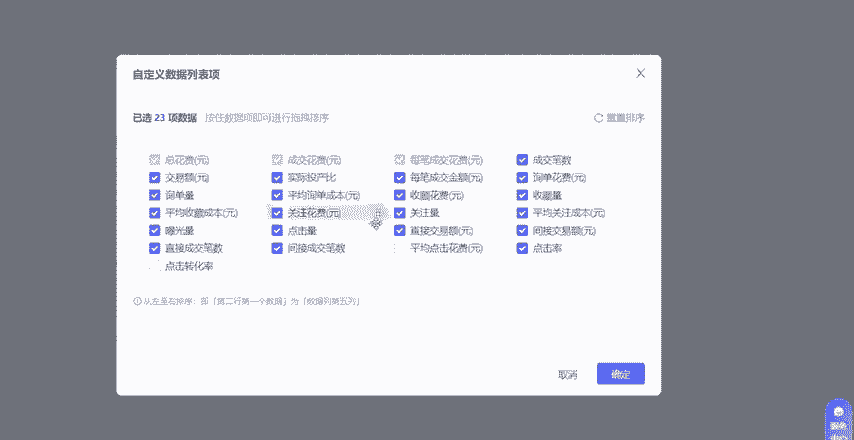 自定义数据列表项
已选 23 项数据 按住数据项即可进行拖拽排序 重置排序
总花费(元) 成交花费(元) 每笔成交花费(元) 成交笔数
交易额(元) 实际投产比 每笔成交金额(元) 询单花费(元)
询单量 平均询单成本(元) 收藏花费(元) 收藏量
平均收藏成本(元) 关注花费(元) 关注量 平均关注成本(元)
曝光量 点击量 直接交易额(元) 间接交易额(元)
直接成交笔数 间接成交笔数 平均点击花费(元) 点击率
点击转化率
从左至右排序：即「第二行第一个数据」为「数据列第五列」
取消 确定